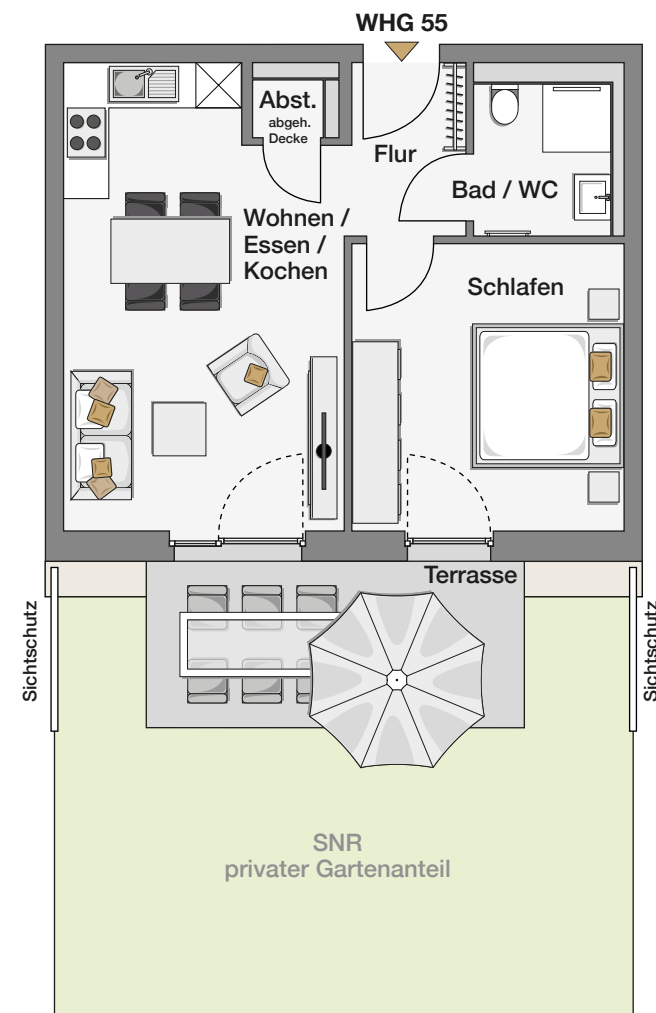 WHG 55
Abst.
abgeh.
Decke
Flur
Bad / WC
Wohnen /
Essen /
Kochen
Schlafen
Terrasse
Sichtschutz
Sichtschutz
SNR
privater Gartenanteil